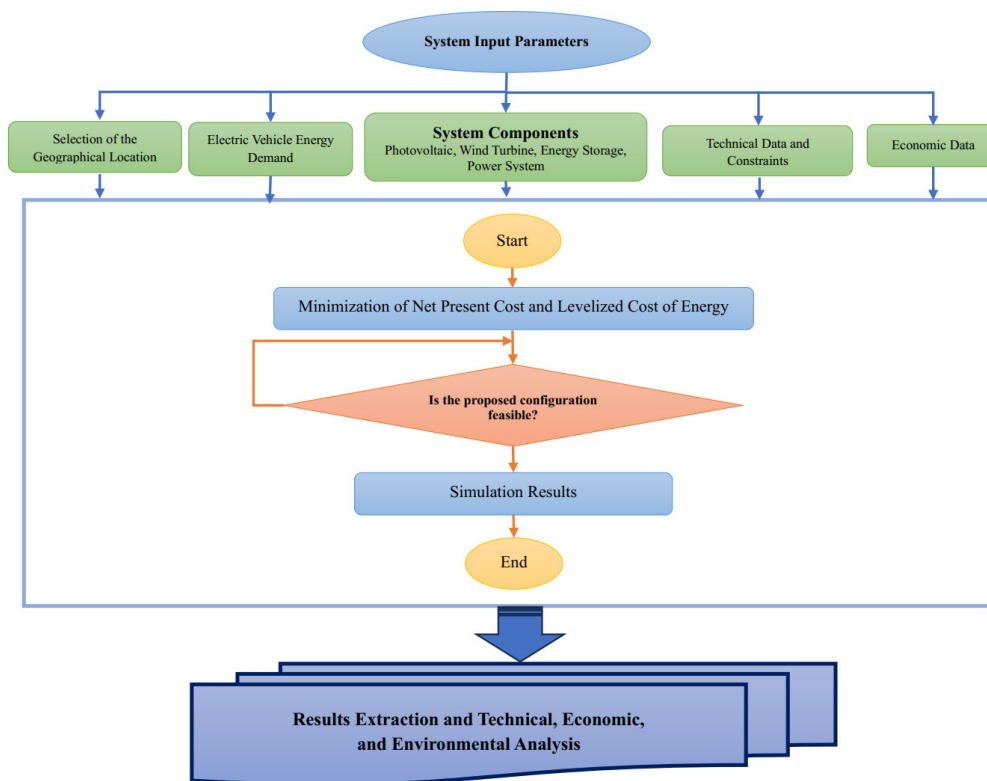 System Input Parameters
Selection of the
Geographical Location
Electric Vehicle Energy
Demand
System Components
Photovoltaic, Wind Turbine, Energy Storage,
Power System
Technical Data and
Constraints
Economic Data
Start
Minimization of Net Present Cost and Levelized Cost of Energy
Is the proposed configuration
feasible?
Simulation Results
End
Results Extraction and Technical, Economic,
and Environmental Analysis